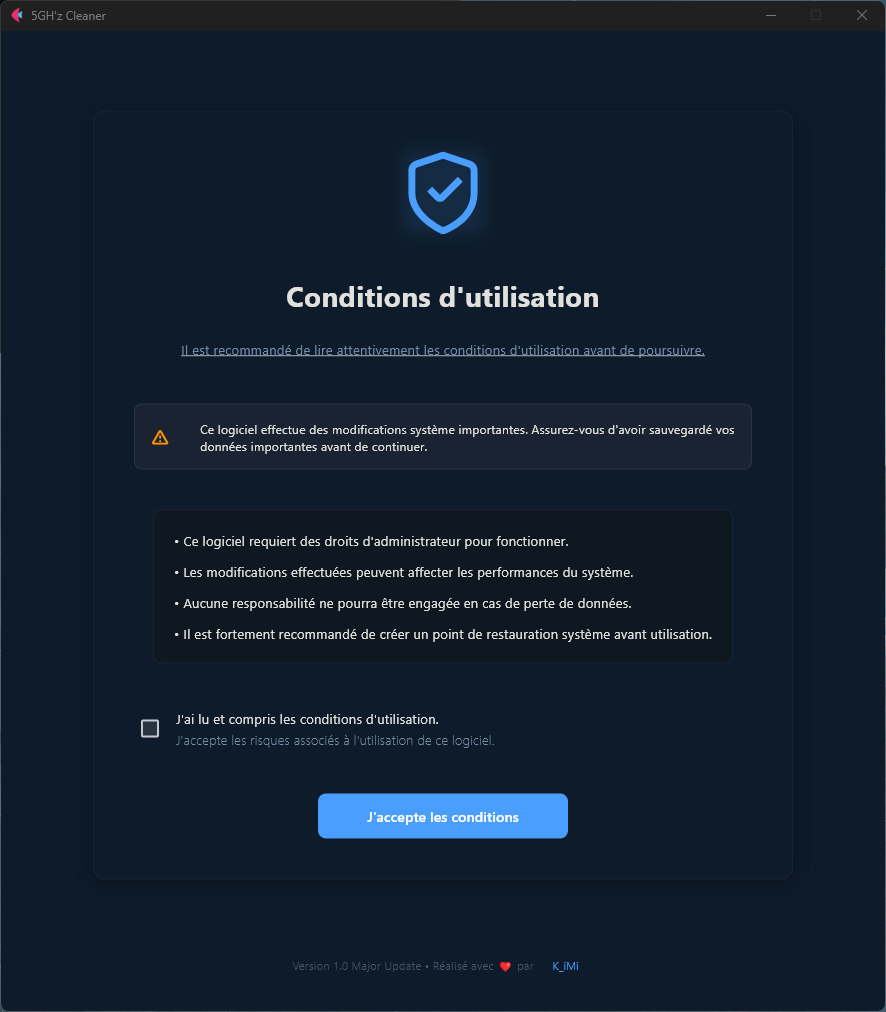 5GH'z Cleaner
Conditions d'utilisation
Il est recommandé de lire attentivement les conditions d'utilisation avant de poursuivre.
Ce logiciel effectue des modifications système importantes. Assurez-vous d'avoir sauvegardé vos
données importantes avant de continuer.
• Ce logiciel requiert des droits d'administrateur pour fonctionner.
• Les modifications effectuées peuvent affecter les performances du système.
• Aucune responsabilité ne pourra être engagée en cas de perte de données.
• Il est fortement recommandé de créer un point de restauration système avant utilisation.
J'ai lu et compris les conditions d'utilisation.
J'accepte les risques associés à l'utilisation de ce logiciel.
J'accepte les conditions
Version 1.0 Major Update • Réalisé avec ❤️ par K_iMi